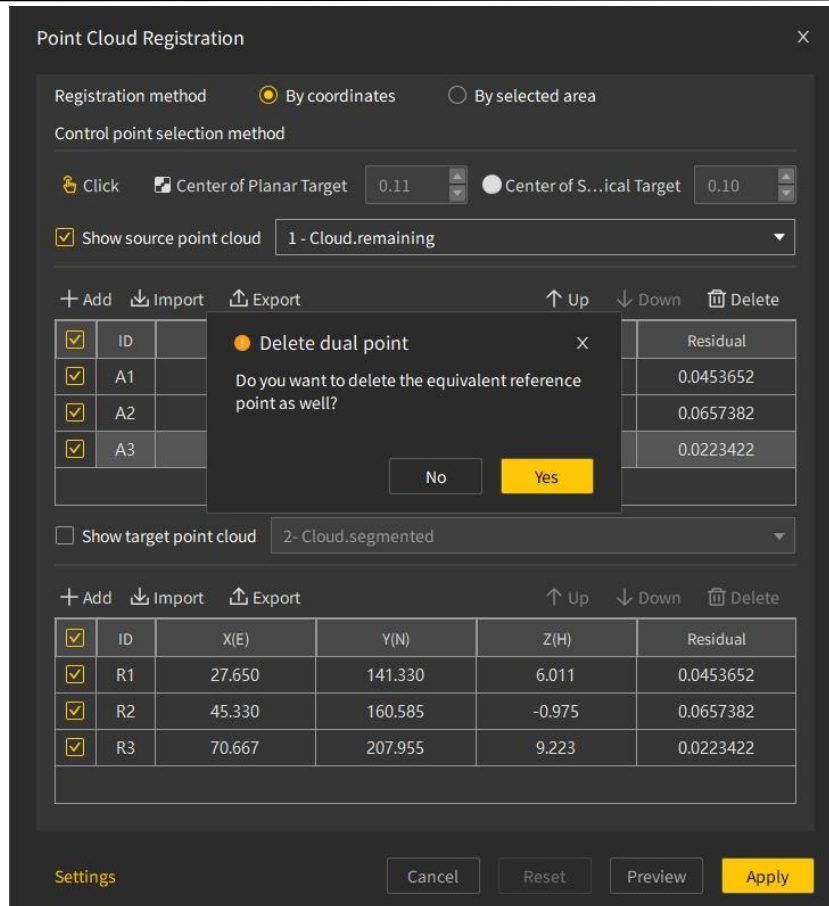 Point Cloud Registration X
Registration method By coordinates By selected area
Control point selection method
Click Center of Planar Target 0.11 Center of S...ical Target 0.10
Show source point cloud 1 - Cloud.remaining
Add Import Export Up Down Delete
ID Residual
A1 0.0453652
A2 0.0657382
A3 0.0223422
Delete dual point X
Do you want to delete the equivalent reference
point as well?
No Yes
Show target point cloud 2- Cloud.segmented
Add Import Export Up Down Delete
ID X(E) Y(N) Z(H) Residual
R1 27.650 141.330 6.011 0.0453652
R2 45.330 160.585 -0.975 0.0657382
R3 70.667 207.955 9.223 0.0223422
Settings Cancel Reset Preview Apply